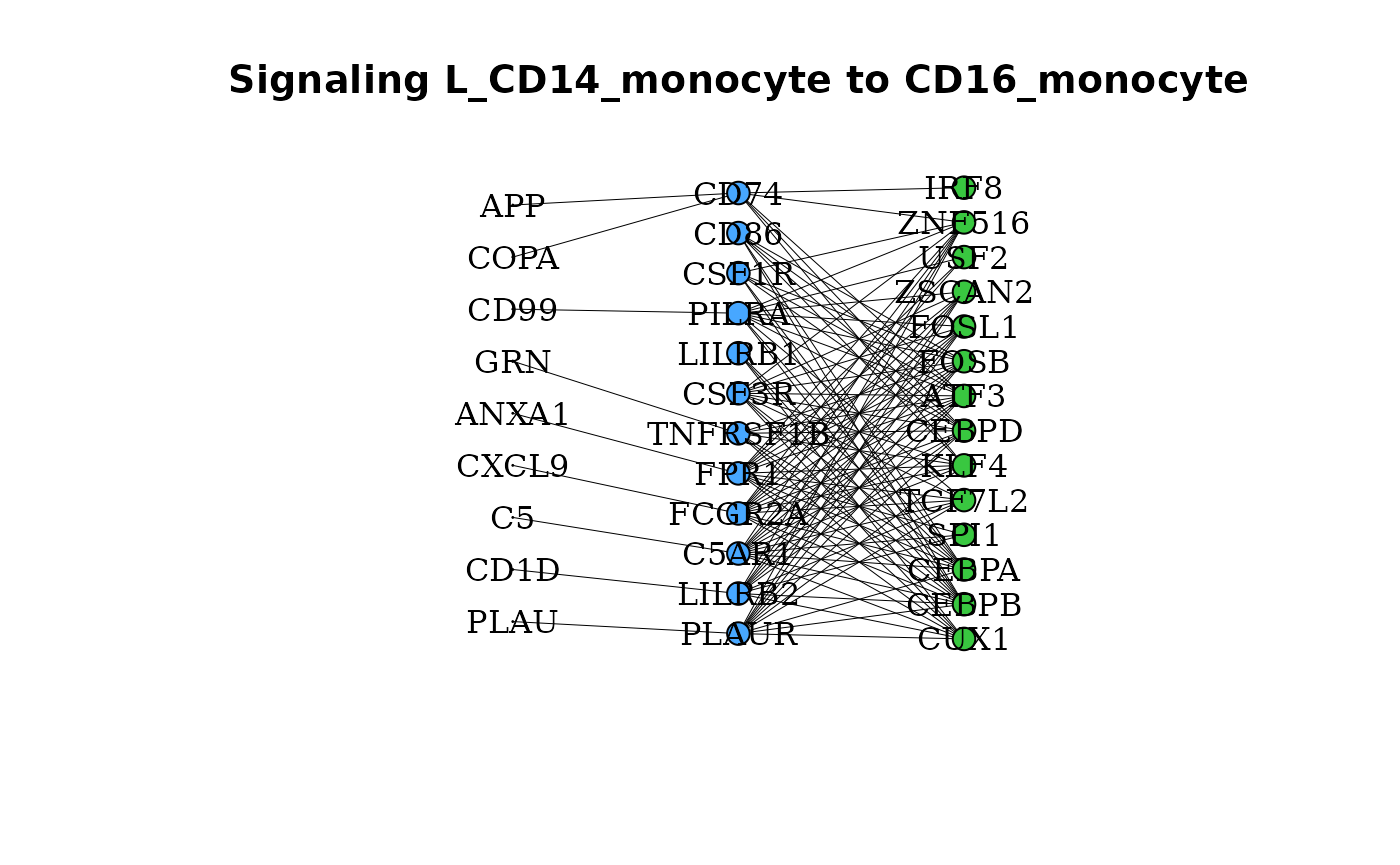 Signaling L_CD14_monocyte to CD16_monocyte
APP
COPA
CD99
GRN
ANXA1
CXCL9
C5
CD1D
PLAU
CD74
CD86
CSF1R
PILRA
LILRB1
CSF3R
TNFRSF1B
FPR1
FCGR2A
C5AR1
LILRB2
PLAUR
IRF8
ZNF516
USF2
ZSCAN2
FOSL1
FOSB
ATF3
CEBPD
KLF4
TCF7L2
SPI1
CEBPA
CEBPB
CUX1